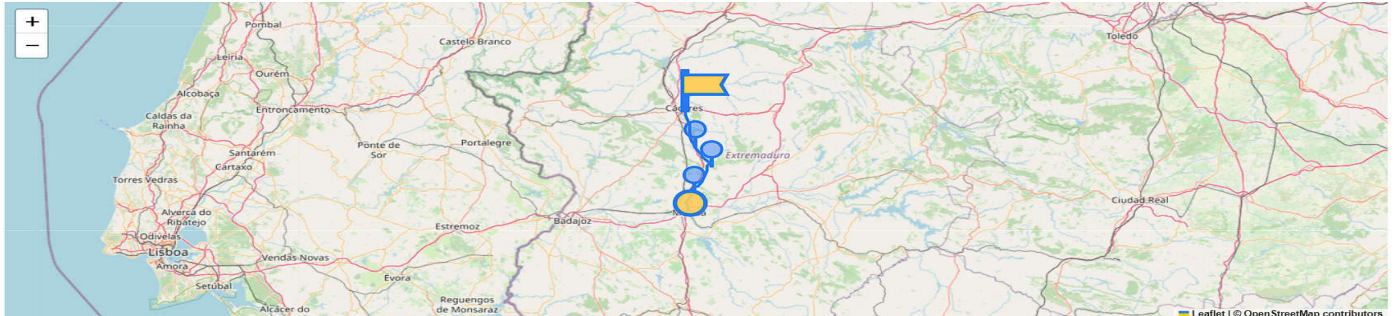 +
−
Pombal
Toledo
Castelo Branco
Leiria
Ourém
Alcobaça
Entroncamento
Cáceres
Caldas da
Rainha
Ponte de
Sor
Portalegre
Santarém
Extremadura
Cartaxo
Torres Vedras
Ciudad Real
Alverca do
Ribatejo
Badajoz
Estremoz
Odivelas
Lisboa
Vendas Novas
Amora
Évora
Setúbal
Reguengos
de Monsaraz
Alcácer do
Leaflet | © OpenStreetMap contributors